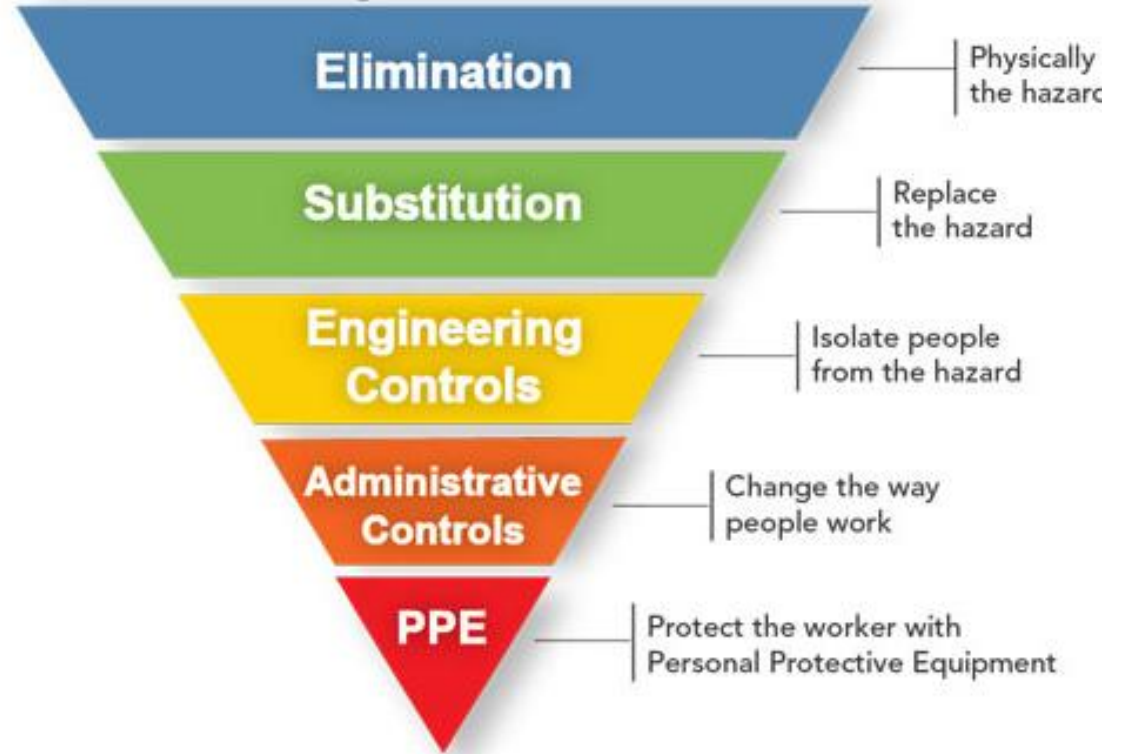 Elimination
Physically
the hazard
Substitution
Replace
the hazard
Engineering
Controls
Isolate people
from the hazard
Administrative
Controls
Change the way
people work
PPE
Protect the worker with
Personal Protective Equipment